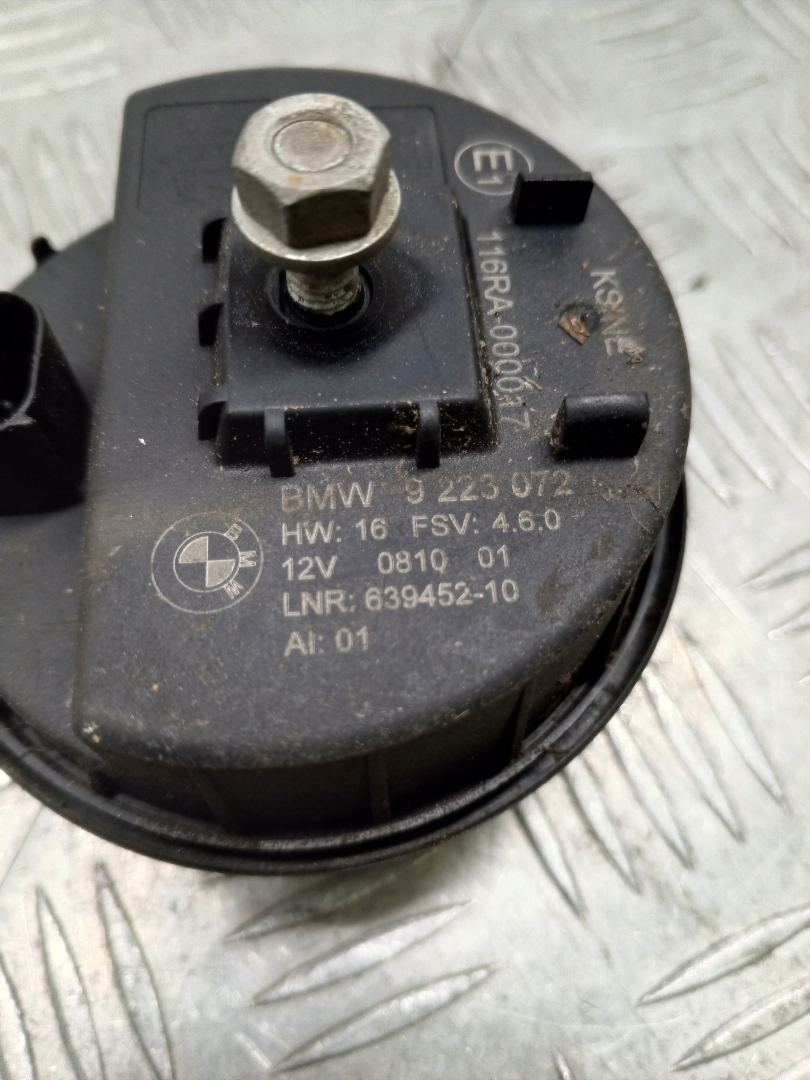 E1
116RA-000047
BMW 9 223 072
HW: 16 FSV: 4.6.0
12V 0810 01
LNR: 639452-10
AI: 01
BMW